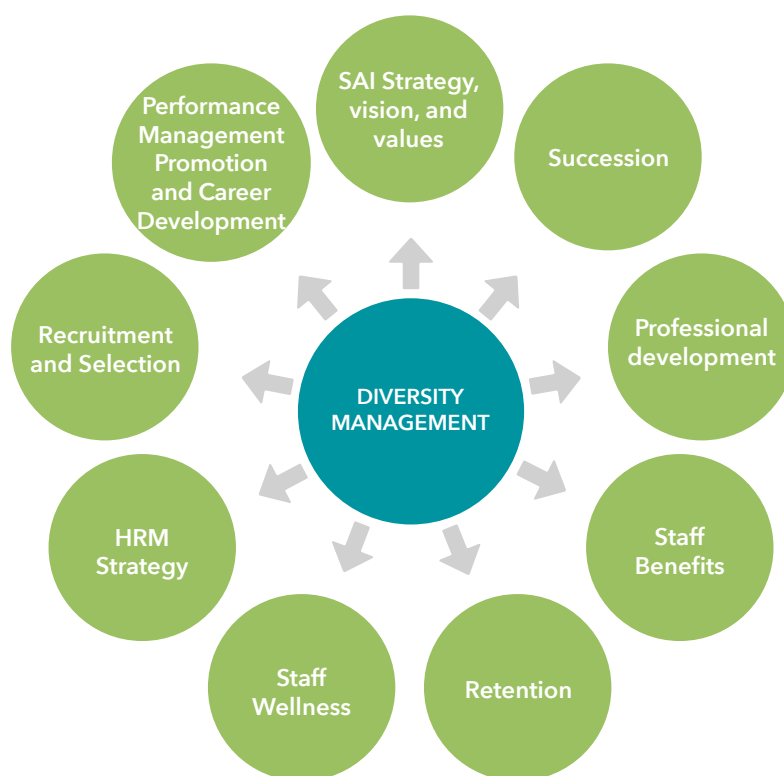 SAI Strategy,
vision, and
values
Succession
Professional
development
Staff
Benefits
Retention
Staff
Wellness
HRM
Strategy
Recruitment
and Selection
Performance
Management
Promotion
and Career
Development
DIVERSITY
MANAGEMENT